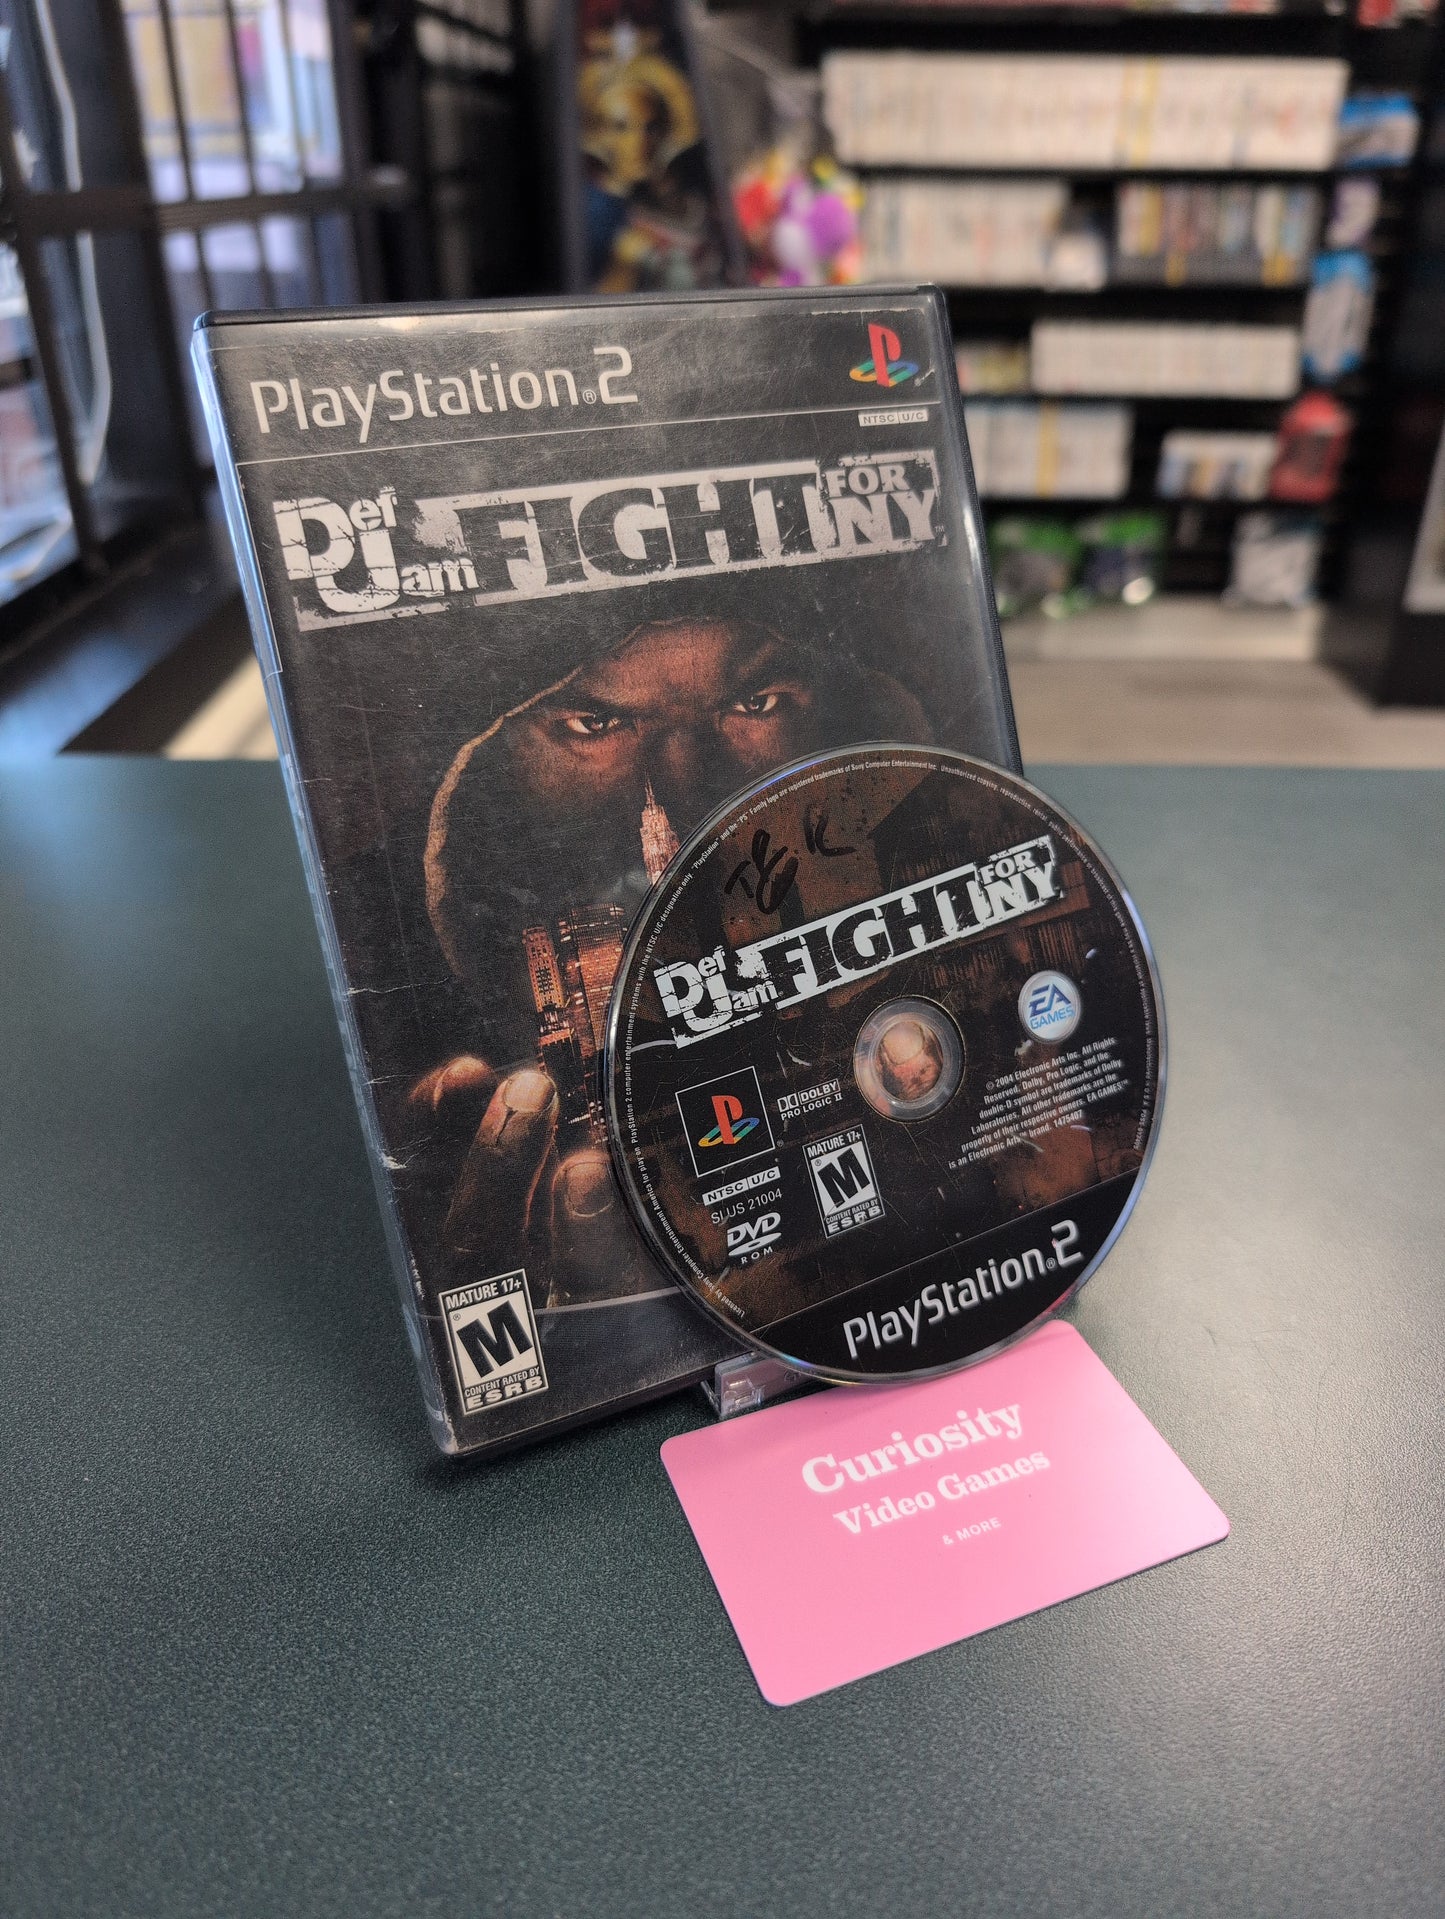 PlayStation®2
NTSC U/C
Def Jam FIGHT FOR NY™
MATURE 17+
M®
CONTENT RATED BY
ESRB
T&R
Def Jam FIGHT FOR NY
EA
GAMES™
© 2004 Electronic Arts Inc. All Rights
Reserved. Dolby, Pro Logic, and the
double-D symbol are trademarks of Dolby
Laboratories. All other trademarks are the
property of their respective owners. EA GAMES™
is an Electronic Arts™ brand. 1475407
DOLBY
PRO LOGIC II
NTSC U/C
SLUS 21004
DVD
ROM
MATURE 17+
M®
CONTENT RATED BY
ESRB
PlayStation®2
Curiosity
Video Games
& MORE